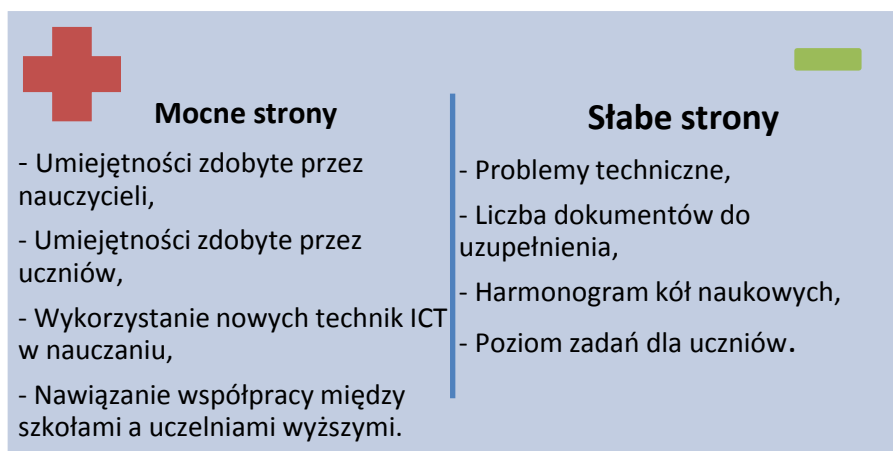 Mocne strony
- Umiejętności zdobyte przez
nauczycieli,
- Umiejętności zdobyte przez
uczniów,
- Wykorzystanie nowych technik ICT
w nauczaniu,
- Nawiązanie współpracy między
szkołami a uczelniami wyższymi.
Słabe strony
- Problemy techniczne,
- Liczba dokumentów do
uzupełnienia,
- Harmonogram kół naukowych,
- Poziom zadań dla uczniów.